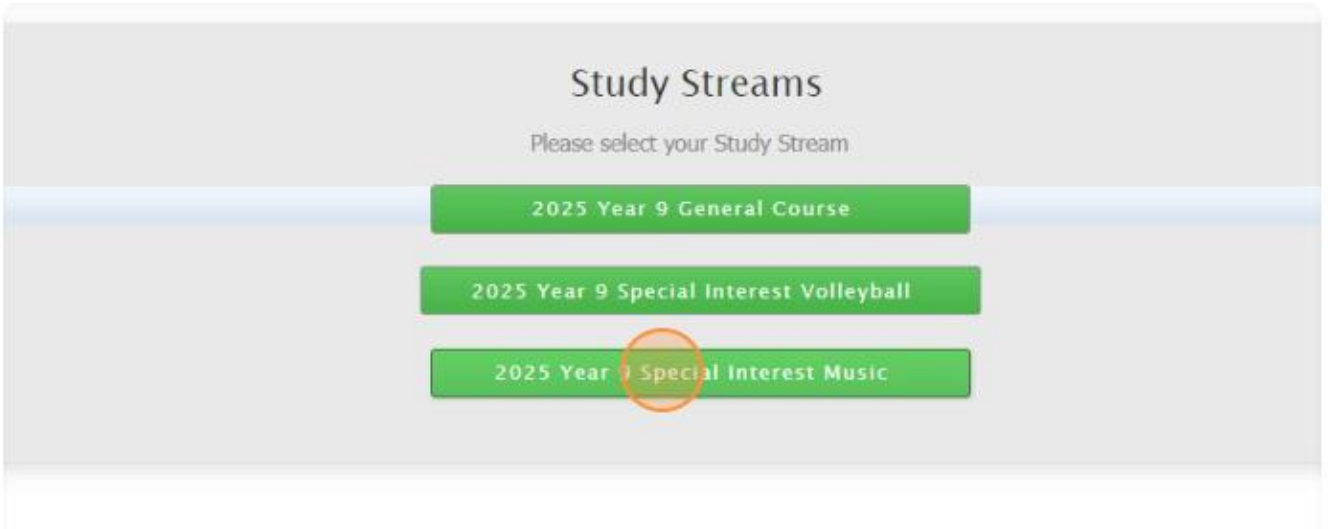 Study Streams
Please select your Study Stream
2025 Year 9 General Course
2025 Year 9 Special Interest Volleyball
2025 Year 9 Special Interest Music